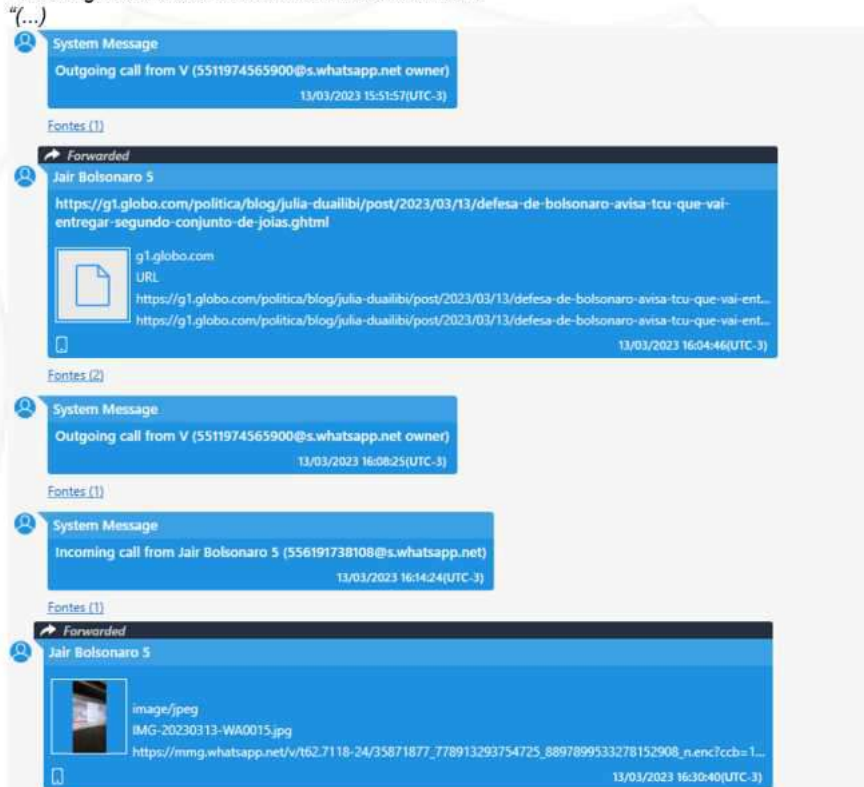 “(...)
System Message
Outgoing call from V (5511974565900@s.whatsapp.net owner)
13/03/2023 15:51:57(UTC-3)
Fontes (1)
Forwarded
Jair Bolsonaro 5
https://g1.globo.com/politica/blog/julia-duailibi/post/2023/03/13/defesa-de-bolsonaro-avisa-tcu-que-vai-
entregar-segundo-conjunto-de-joias.ghtml
g1.globo.com
URL
https://g1.globo.com/politica/blog/julia-duailibi/post/2023/03/13/defesa-de-bolsonaro-avisa-tcu-que-vai-ent...
https://g1.globo.com/politica/blog/julia-duailibi/post/2023/03/13/defesa-de-bolsonaro-avisa-tcu-que-vai-ent...
13/03/2023 16:04:46(UTC-3)
Fontes (2)
System Message
Outgoing call from V (5511974565900@s.whatsapp.net owner)
13/03/2023 16:08:25(UTC-3)
Fontes (1)
System Message
Incoming call from Jair Bolsonaro 5 (556191738108@s.whatsapp.net)
13/03/2023 16:14:24(UTC-3)
Fontes (1)
Forwarded
Jair Bolsonaro 5
image/jpeg
IMG-20230313-WA0015.jpg
https://mmg.whatsapp.net/v/t62.7118-24/35871877_778913293754725_8897899533278152908_n.enc?ccb=1...
13/03/2023 16:30:40(UTC-3)